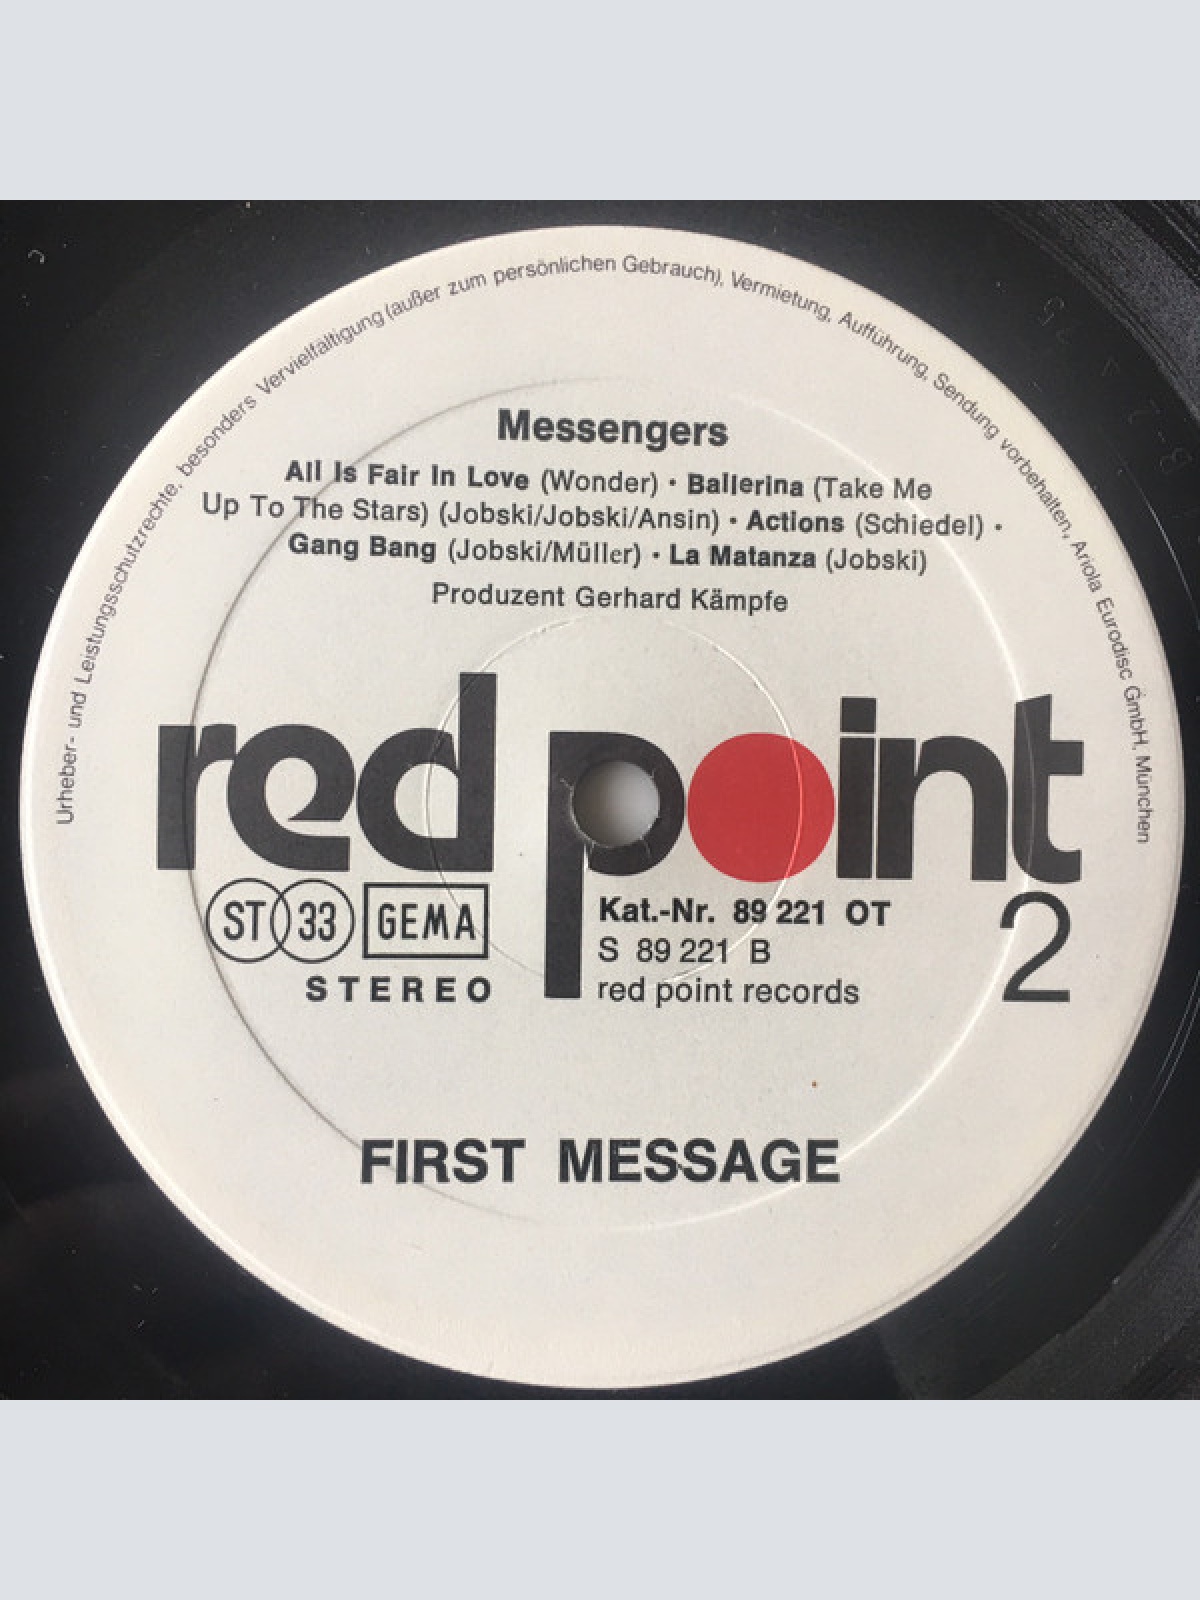 Urheber- und Leistungsschutzrechte, besonders Vervielfältigung (außer zum persönlichen Gebrauch), Vermietung, Aufführung, Sendung vorbehalten, Ariola Eurodisc GmbH, München
Messengers
All Is Fair In Love (Wonder) • Ballerina (Take Me
Up To The Stars) (Jobski/Jobski/Ansin) • Actions (Schiedel) •
Gang Bang (Jobski/Müller) • La Matanza (Jobski)
Produzent Gerhard Kämpfe
red point
ST 33 GEMA
STEREO
Kat.-Nr. 89 221 OT
S 89 221 B
red point records
2
FIRST MESSAGE